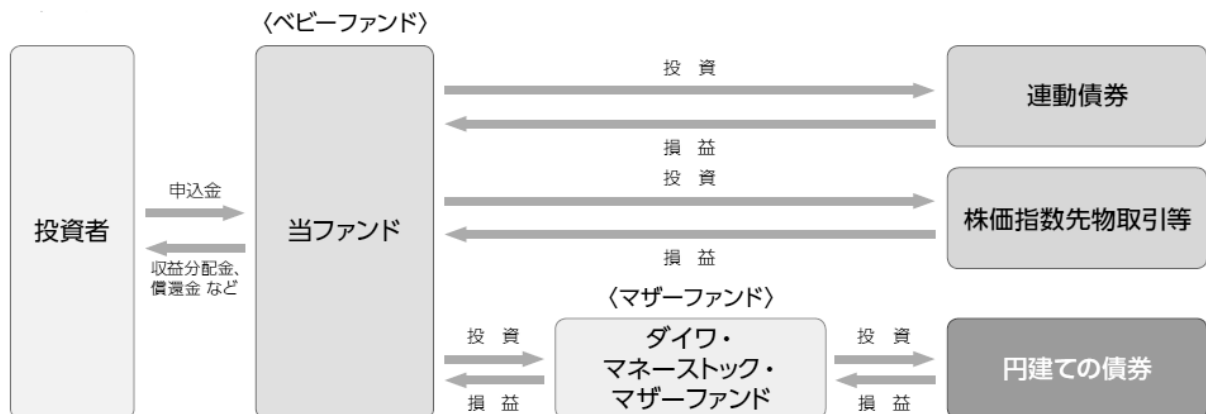 〈ベビーファンド〉
投資者
申込金
収益分配金、
償還金 など
当ファンド
投 資
損 益
連動債券
投 資
損 益
株価指数先物取引等
〈マザーファンド〉
投 資
損 益
ダイワ・
マネーストック・
マザーファンド
投 資
損 益
円建ての債券